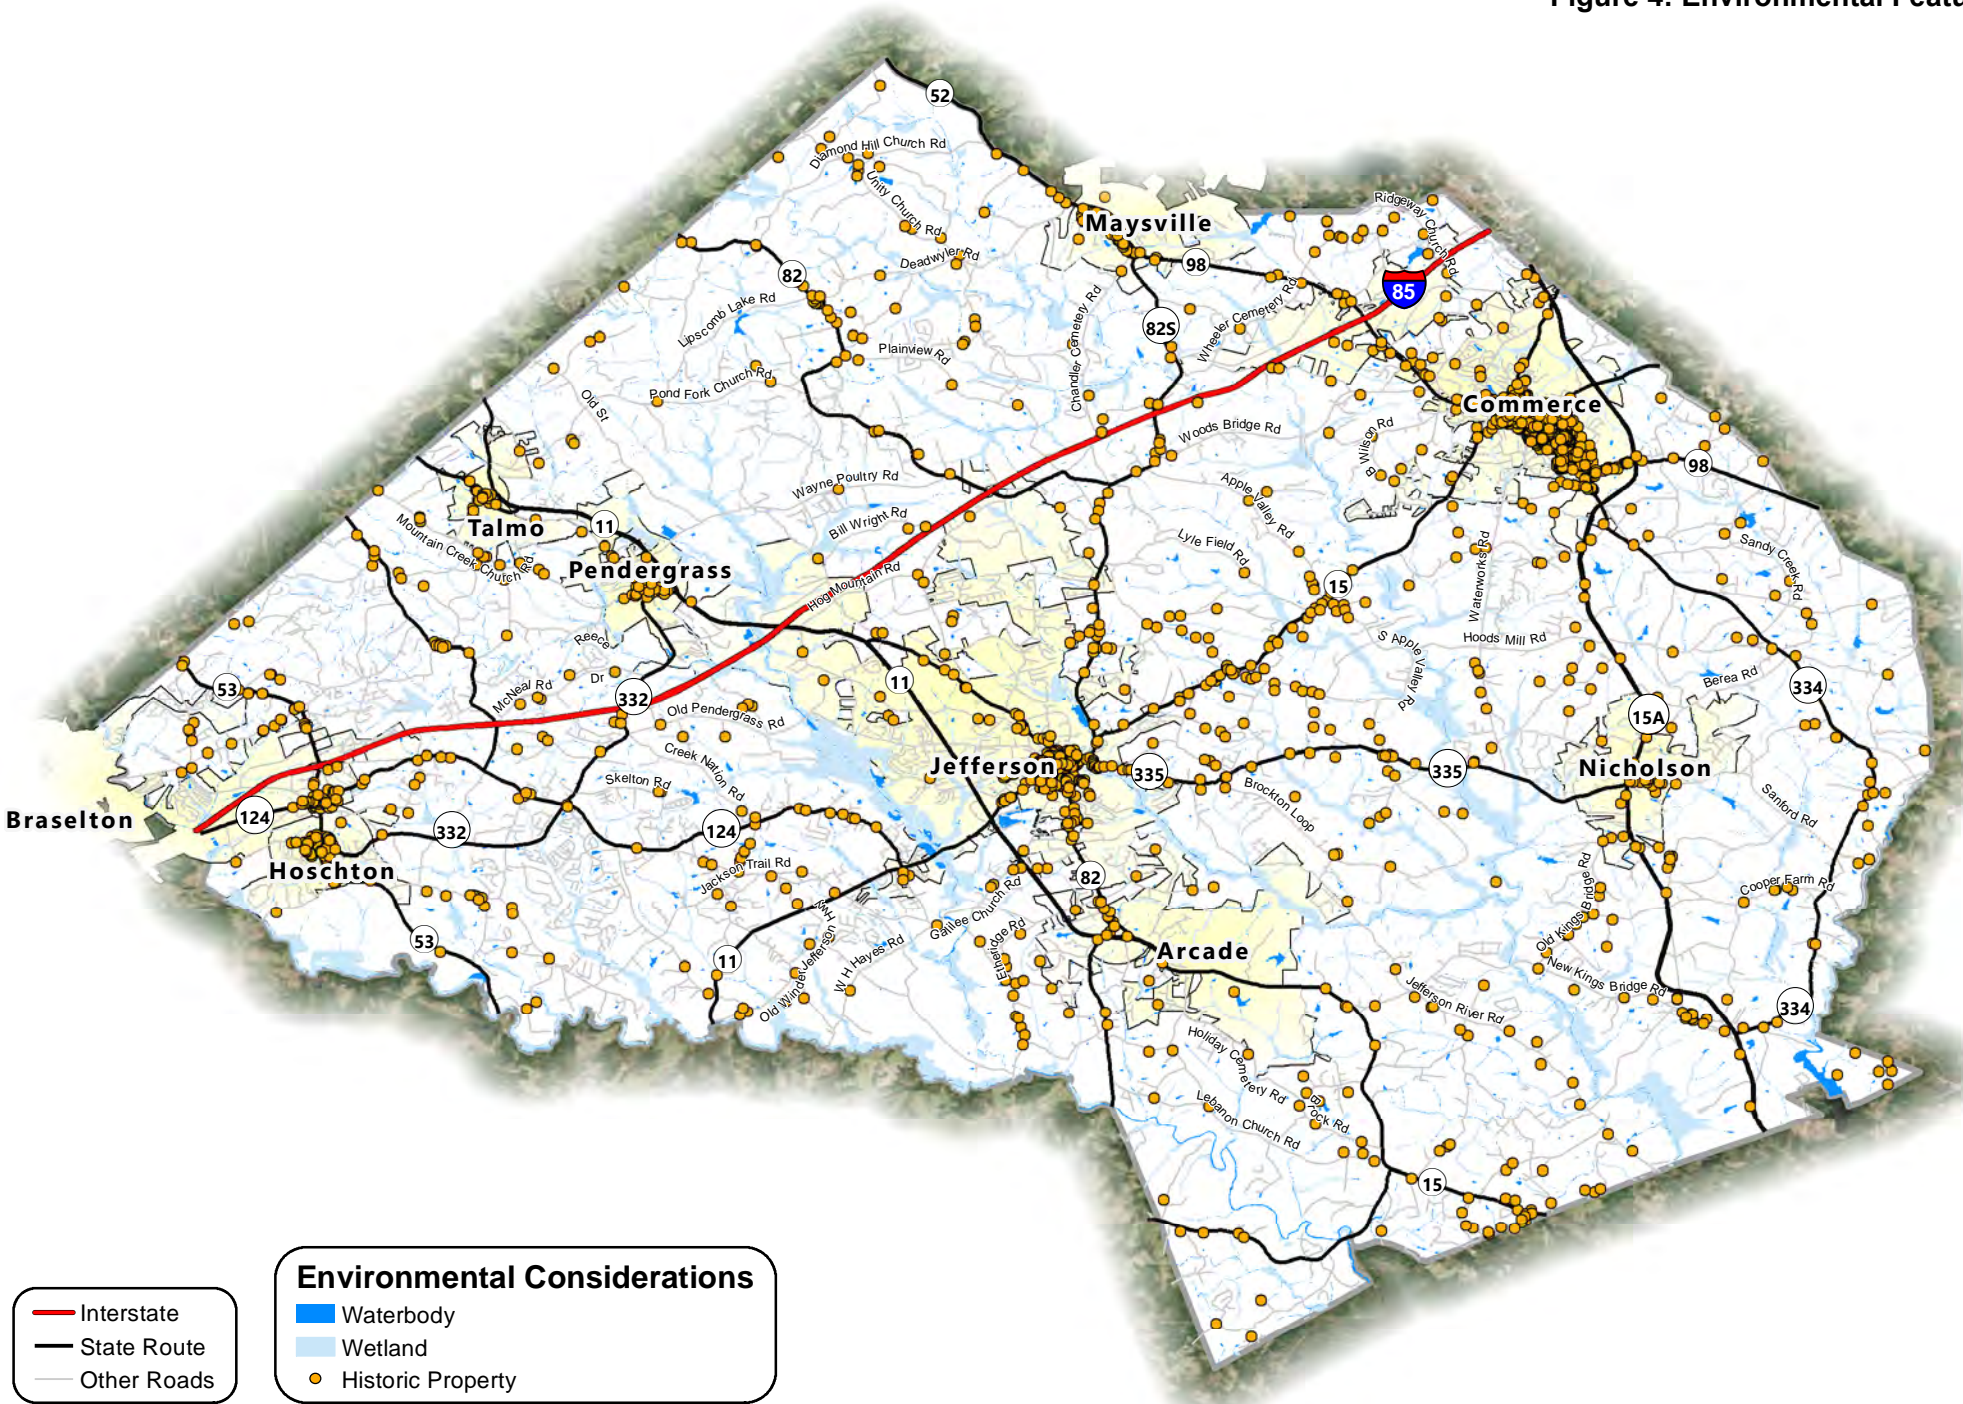 Figure 4: Environmental Featu
52
Diamond Hill Church Rd
Unity Church Rd
Deadwyler Rd
Maysville
98
Ridgeway Church Rd
85
82
Lipscomb Lake Rd
82S
Chandler Cemetery Rd
Wheeler Cemetery Rd
Plainview Rd
Pond Fork Church Rd
Old St
Commerce
Woods Bridge Rd
B Wilson Rd
98
Wayne Poultry Rd
Apple Valley Rd
Talmo
11
Bill Wright Rd
Mountain Creek Church Rd
Lyle Field Rd
Waterworks Rd
Sandy Creek Rd
Pendergrass
Hog Mountain Rd
15
Reece
Dr
Hoods Mill Rd
S Apple Valley Rd
Berea Rd
53
McNeal Rd
332
11
334
15A
Old Pendergrass Rd
Creek Nation Rd
Skelton Rd
Jefferson
335
335
Nicholson
Brockton Loop
Sanford Rd
Braselton
124
332
124
Hoschton
Jackson Trail Rd
82
Cooper Farm Rd
Old Kings Bridge Rd
53
11
Old Winder Jefferson Hwy
W H Hayes Rd
Galilee Church Rd
Etheridge Rd
Arcade
New Kings Bridge Rd
Jefferson River Rd
334
Holiday Cemetery Rd
Lebanon Church Rd
Brock Rd
15
Interstate
State Route
Other Roads
Environmental Considerations
Waterbody
Wetland
Historic Property